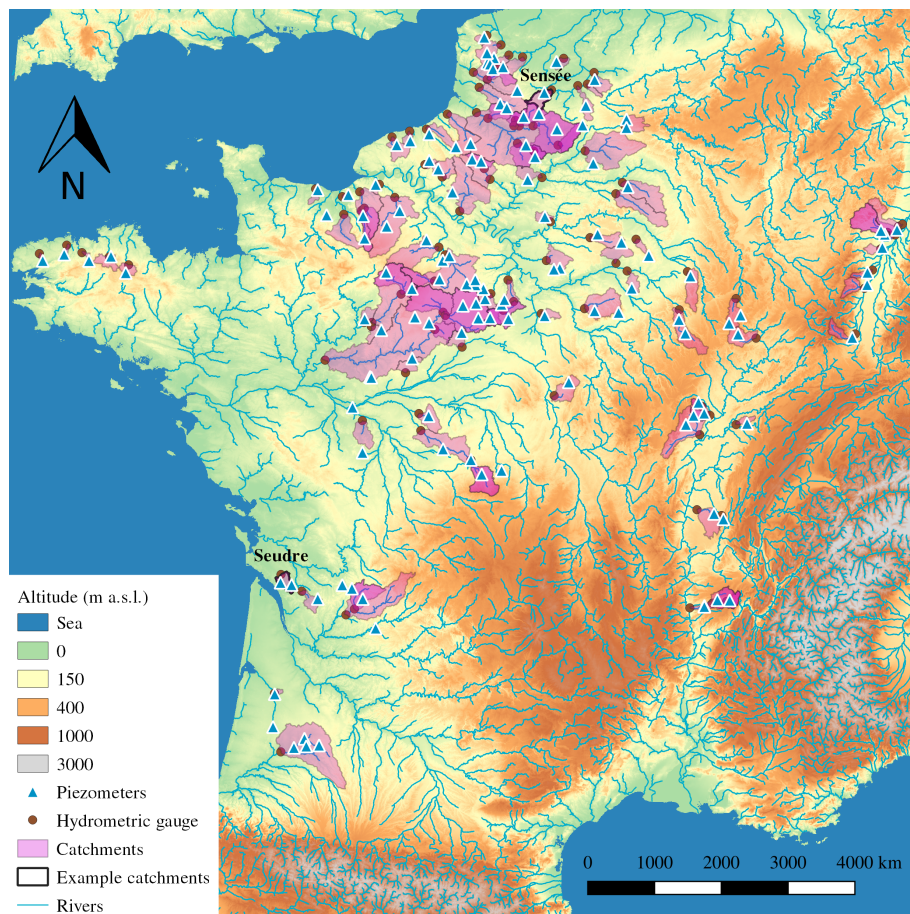 Sensée
N
Seudre
Altitude (m a.s.l.)
Sea
0
150
400
1000
3000
Piezometers
Hydrometric gauge
Catchments
Example catchments
Rivers
0 1000 2000 3000 4000 km